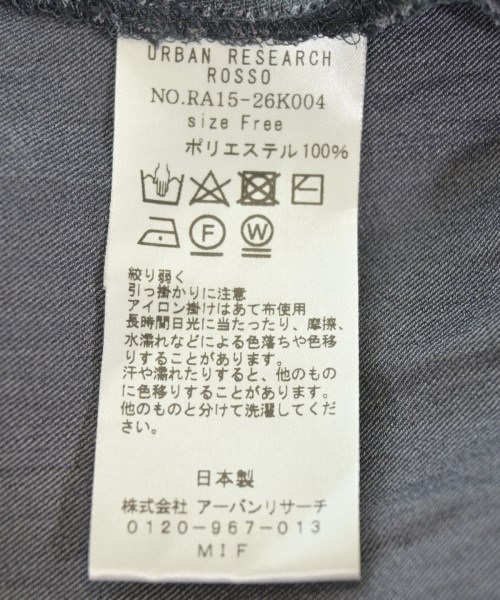 URBAN RESEARCH
ROSSO
NO.RA15-26K004
size Free
ポリエステル100%
F
W
絞り弱く
引っ掛かりに注意
アイロン掛けはあて布使用
長時間日光に当たったり、摩擦、
水濡れなどによる色落ちや色移
りすることがあります。
汗や濡れたりすると、他のもの
に色移りすることがあります。
他のものと分けて洗濯してくだ
さい。
日本製
株式会社 アーバンリサーチ
0120-967-013
MIF